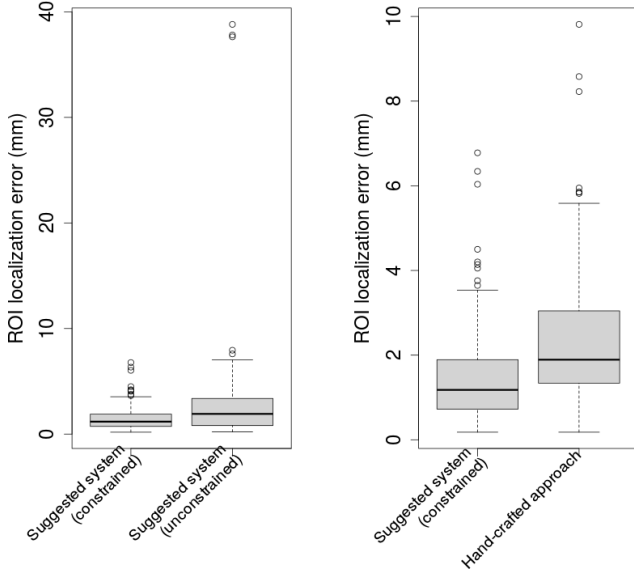 ROI localization error (mm)
40
30
20
10
0
Suggested system
(constrained)
Suggested system
(unconstrained)
ROI localization error (mm)
10
8
6
4
2
0
Suggested system
(constrained)
Hand-crafted approach